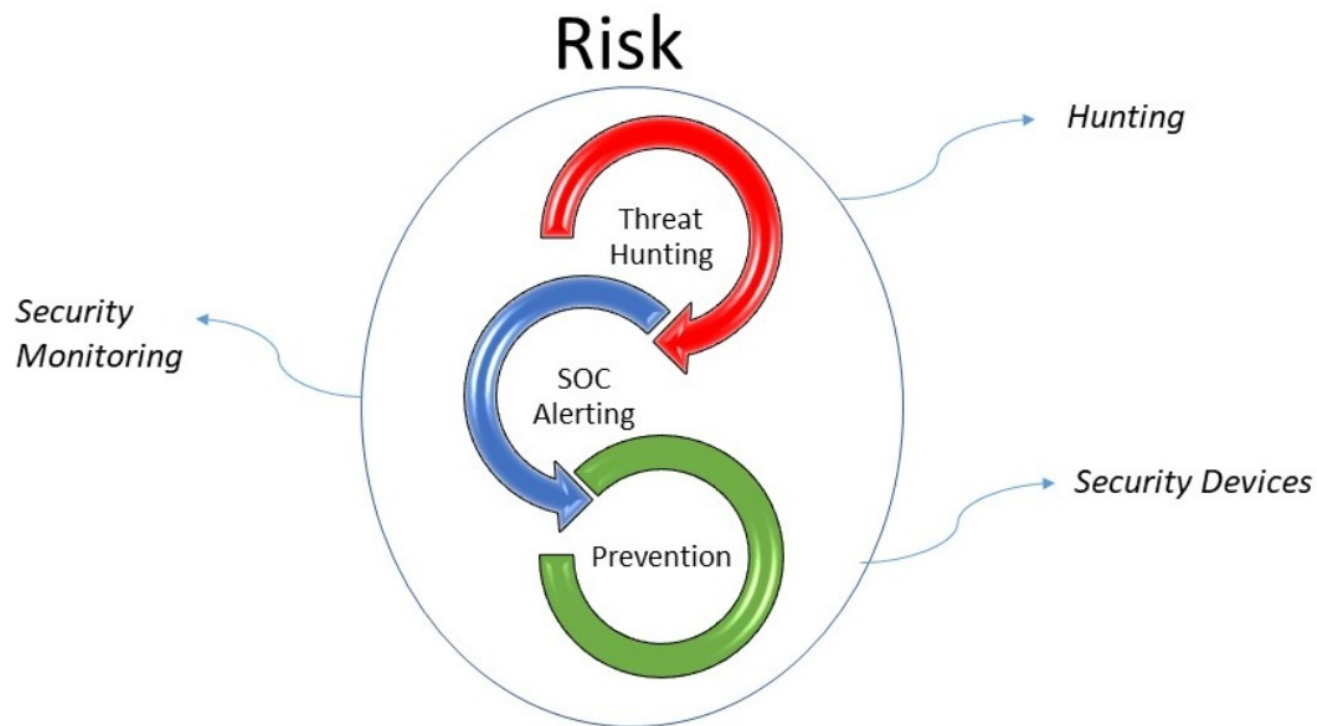 Risk
Hunting
Threat
Hunting
Security
Monitoring
SOC
Alerting
Security Devices
Prevention